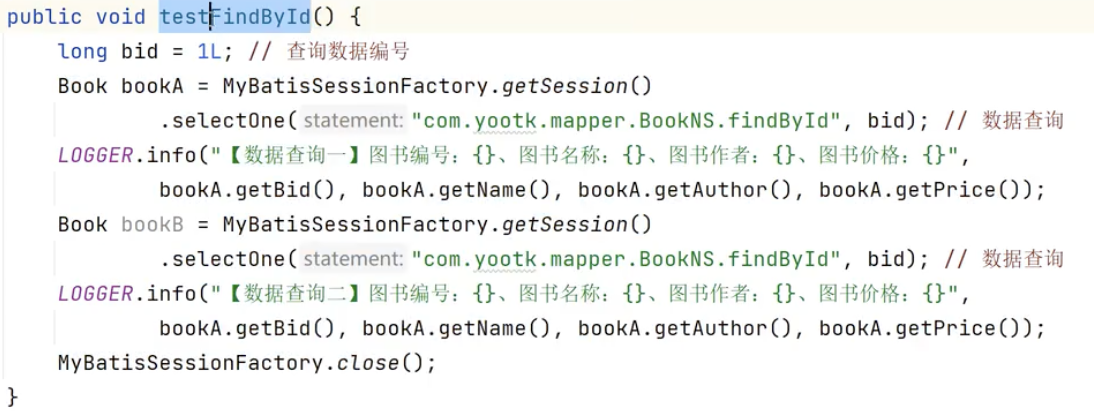 public void testFindById() {
    long bid = 1L; // 查询数据编号
    Book bookA = MyBatisSessionFactory.getSession()
            .selectOne( statement: "com.yootk.mapper.BookNS.findById", bid); // 数据查询
    LOGGER.info("【数据查询一】图书编号：{}、图书名称：{}、图书作者：{}、图书价格：{}",
            bookA.getBid(), bookA.getName(), bookA.getAuthor(), bookA.getPrice());
    Book bookB = MyBatisSessionFactory.getSession()
            .selectOne( statement: "com.yootk.mapper.BookNS.findById", bid); // 数据查询
    LOGGER.info("【数据查询二】图书编号：{}、图书名称：{}、图书作者：{}、图书价格：{}",
            bookA.getBid(), bookA.getName(), bookA.getAuthor(), bookA.getPrice());
    MyBatisSessionFactory.close();
}